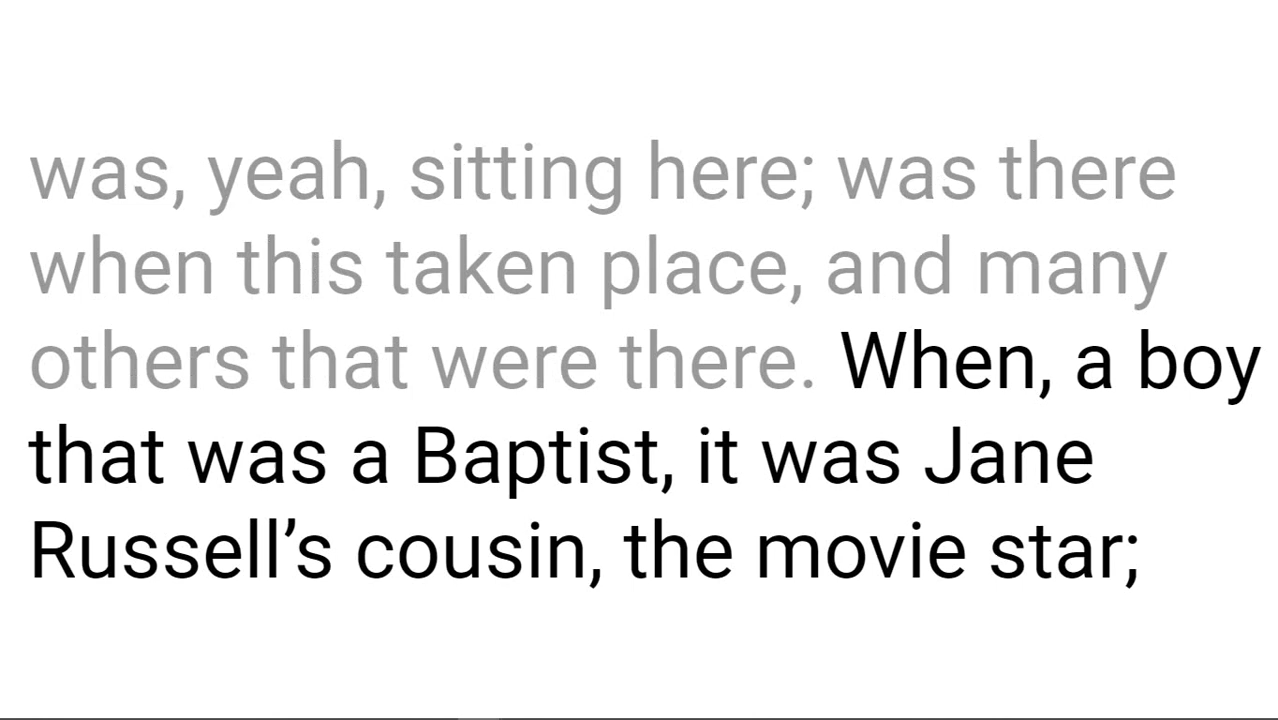 was, yeah, sitting here; was there
when this taken place, and many
others that were there. When, a boy
that was a Baptist, it was Jane
Russell’s cousin, the movie star;